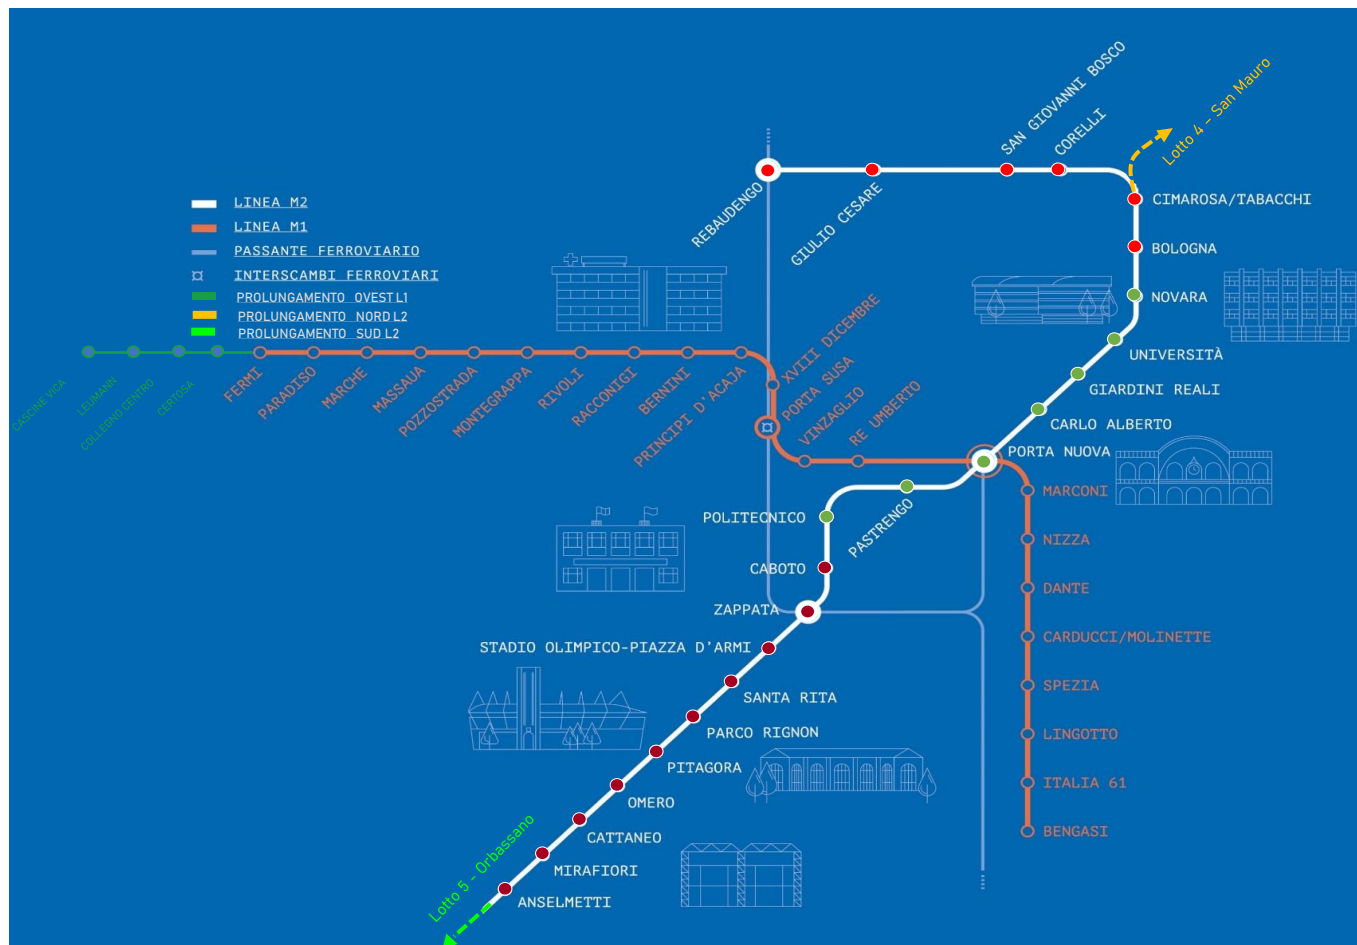 SAN GIOVANNI BOSCO
CORELLI
Lotto 4 - San Mauro
REBAUDENGO
GIULIO CESARE
CIMAROSA/TABACCHI
BOLOGNA
NOVARA
UNIVERSITÀ
GIARDINI REALI
CARLO ALBERTO
PORTA NUOVA
LINEA M2
LINEA M1
PASSANTE FERROVIARIO
INTERSCAMBI FERROVIARI
PROLUNGAMENTO OVEST L1
PROLUNGAMENTO NORD L2
PROLUNGAMENTO SUD L2
CASCINE VICA
LEUMANN
COLLEGNO CENTRO
CERTOSA
FERMI
PARADISO
MARCHE
MASSAUA
POZZOSTRADA
MONTEGRAPPA
RIVOLI
RACCONIGI
BERNINI
PRINCIPI D'ACAJA
XVIII DICEMBRE
PORTA SUSA
VINZAGLIO
RE UMBERTO
MARCONI
NIZZA
DANTE
CARDUCCI/MOLINETTE
SPEZIA
LINGOTTO
ITALIA 61
BENGASI
PASTRENGO
POLITECNICO
CABOTO
ZAPPATA
STADIO OLIMPICO-PIAZZA D'ARMI
SANTA RITA
PARCO RIGNON
PITAGORA
OMERO
CATTANEO
MIRAFIORI
ANSELMETTI
Lotto 5 - Orbassano